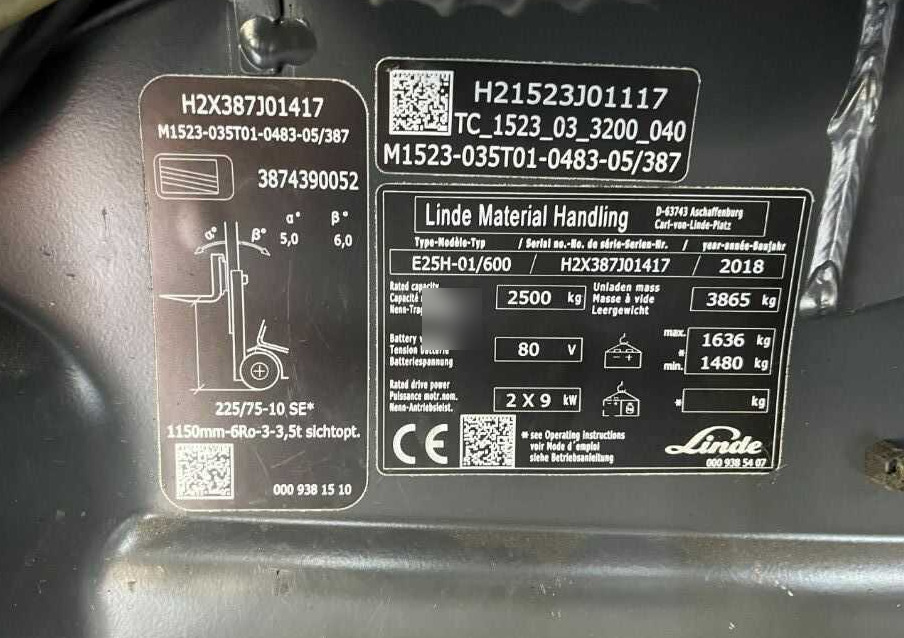 H2X387J01417
M1523-035T01-0483-05/387
3874390052
α° β°
5,0 6,0
α° β°
225/75-10 SE*
1150mm-6Ro-3-3,5t sichtopt.
000 938 15 10
H21523J01117
TC_1523_03_3200_040
M1523-035T01-0483-05/387
Linde Material Handling
D-63743 Aschaffenburg
Carl-von-Linde-Platz
Type-Modèle-Typ / Serial no.-No. de série-Serien-Nr. / year-année-Baujahr
E25H-01/600 / H2X387J01417 / 2018
Rated capacity
Capacité
2500 kg
Unladen mass
Masse à vide
Leergewicht
3865 kg
Battery
Tension batterie
Batteriespannung
80 V
max. 1636 kg
*
min. 1480 kg
Rated drive power
Puissance motr.nom.
Nenn-Antriebsleist.
2 X 9 kW
* kg
CE
* see Operating Instructions
voir Mode d'emploi
siehe Betriebsanleitung
Linde
000 938 54 07